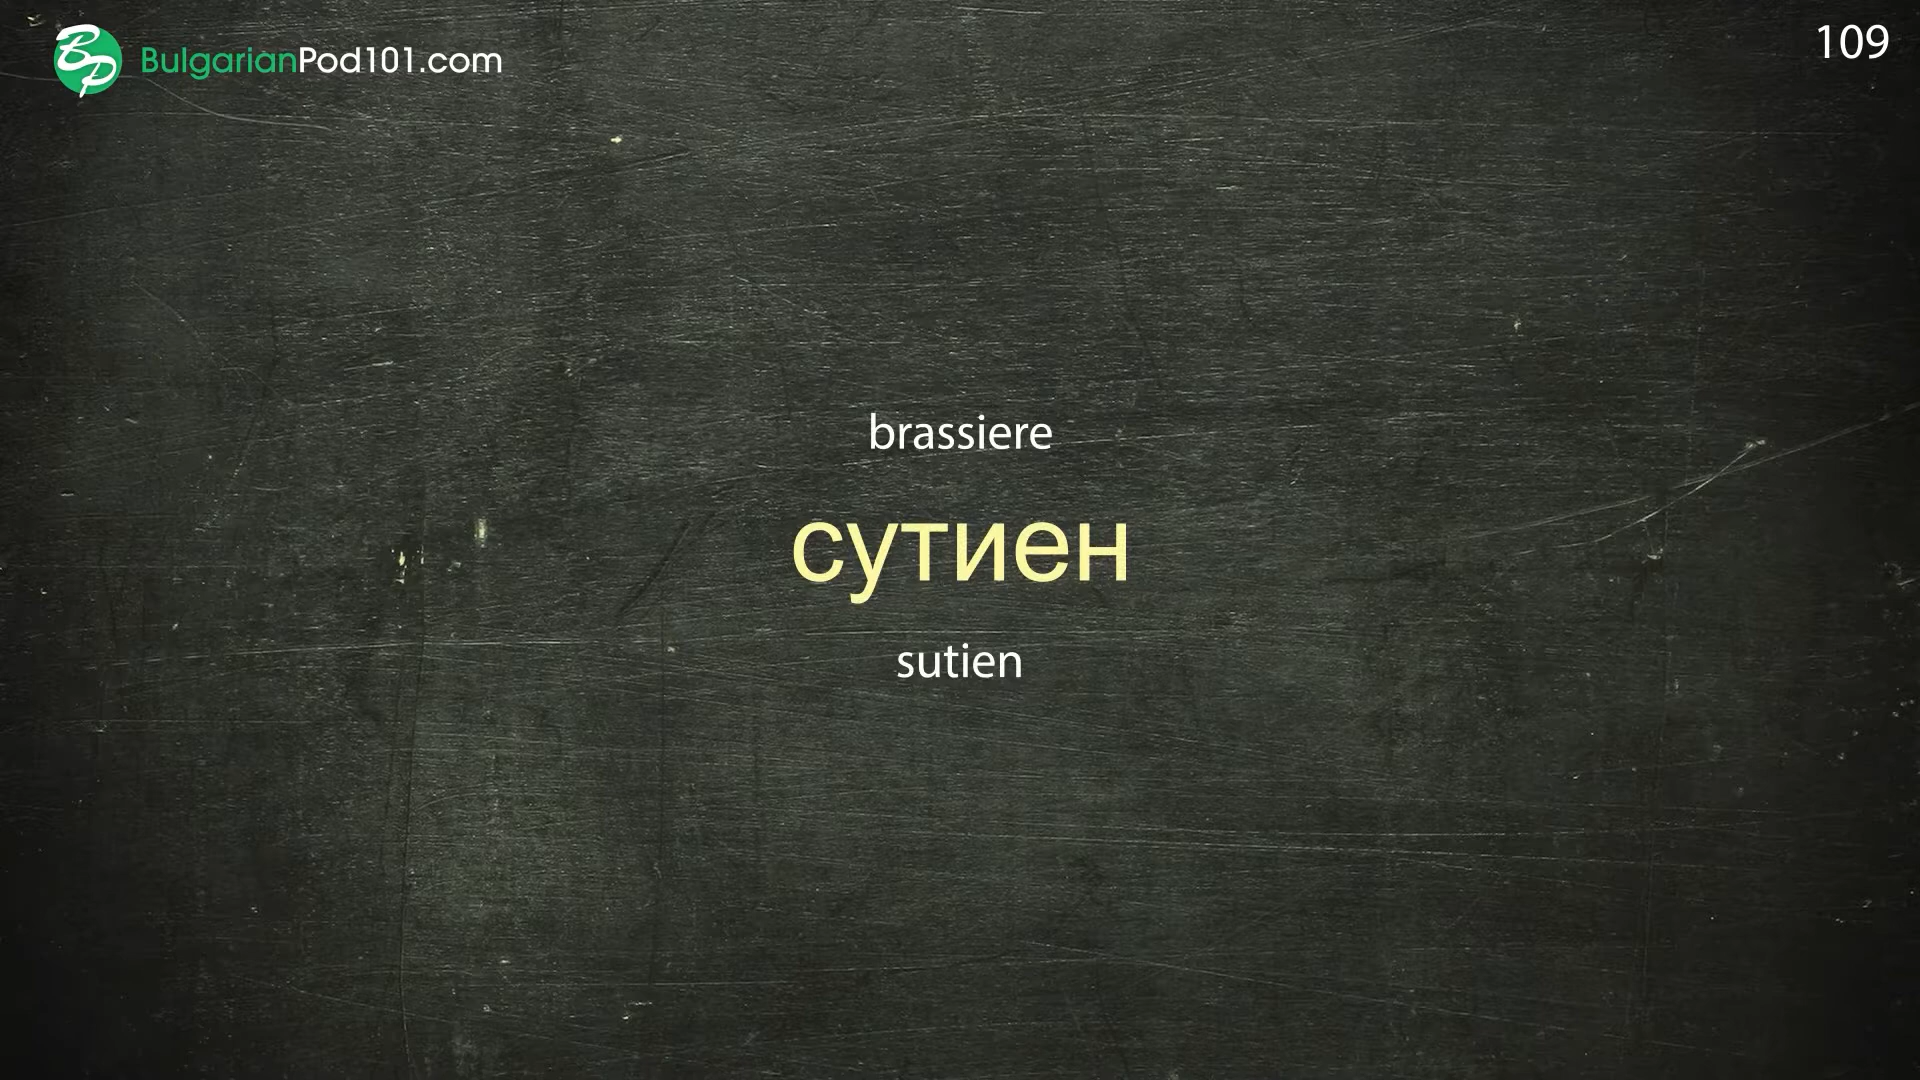 BulgarianPod101.com
109
brassiere
сутиен
sutien